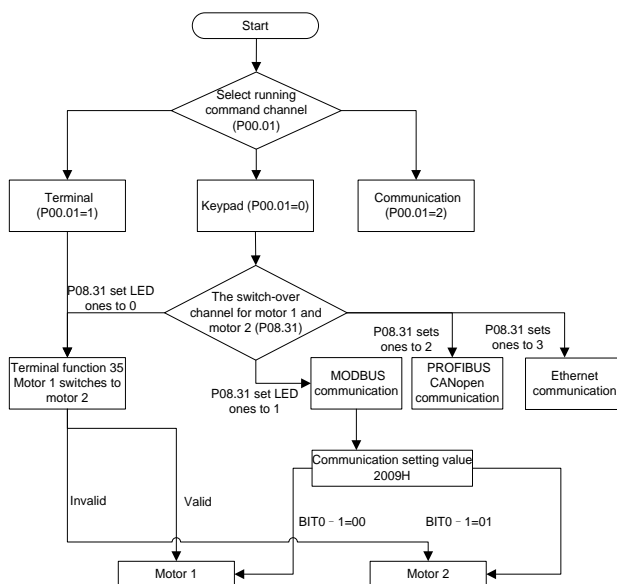 Start
Select running
command channel
(P00.01)
Terminal
(P00.01=1)
Keypad (P00.01=0)
Communication
(P00.01=2)
P08.31 set LED
ones to 0
The switch-over
channel for motor 1 and
motor 2 (P08.31)
P08.31 sets
ones to 2
P08.31 sets
ones to 3
Terminal function 35
Motor 1 switches to
motor 2
P08.31 set LED
ones to 1
MODBUS
communication
PROFIBUS
CANopen
communication
Ethernet
communication
Communication setting value
2009H
Invalid
Valid
BIT0－1=00
BIT0－1=01
Motor 1
Motor 2